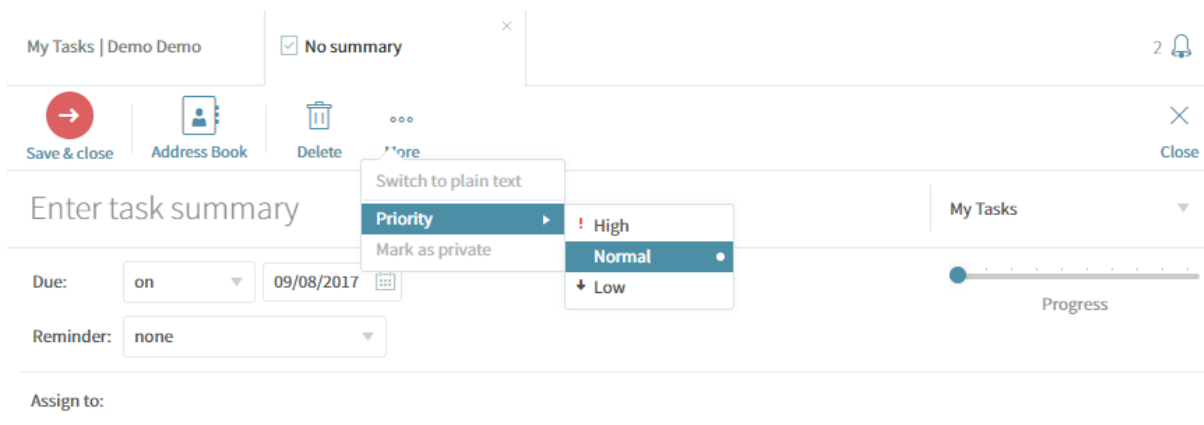 My Tasks | Demo Demo
No summary
2
Save & close
Address Book
Delete
More
Close
Switch to plain text
Enter task summary
Priority
! High
My Tasks
Mark as private
Normal
Low
Due:
on
09/08/2017
Progress
Reminder:
none
Assign to: